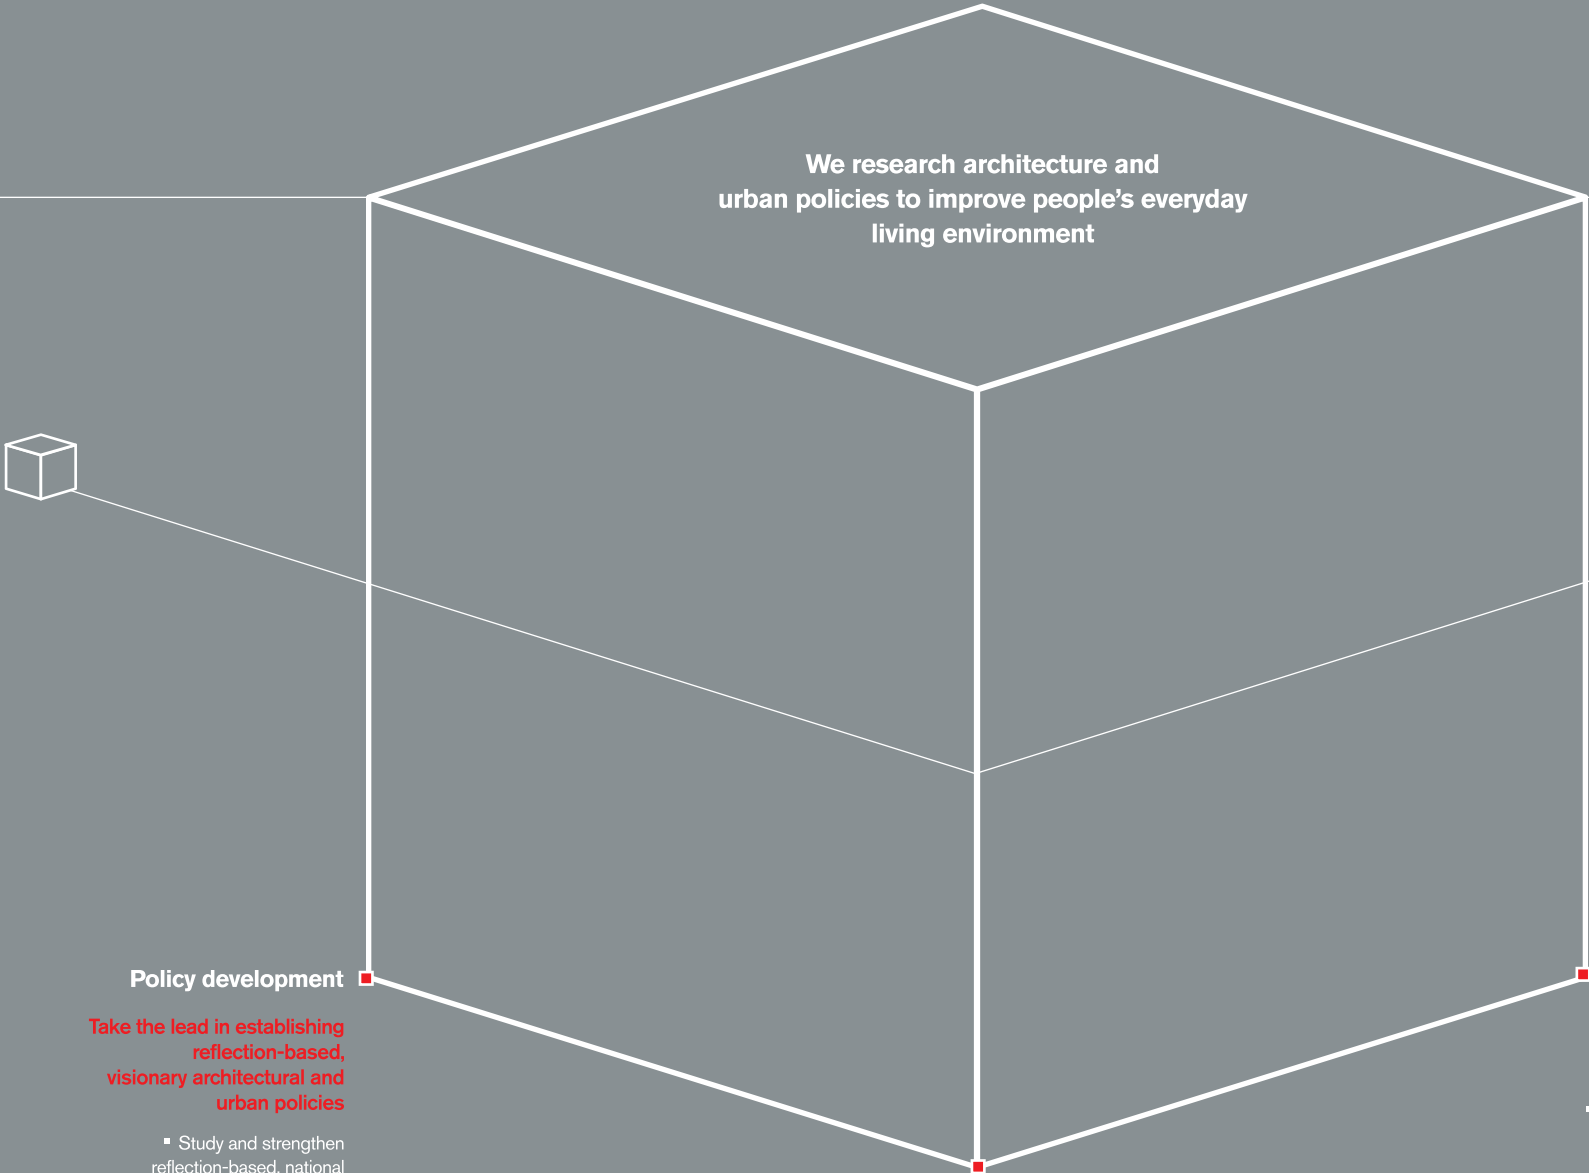 We research architecture and
urban policies to improve people’s everyday
living environment
Policy development
Take the lead in establishing
reflection-based,
visionary architectural and
urban policies
▪ Study and strengthen
reflection-based, national